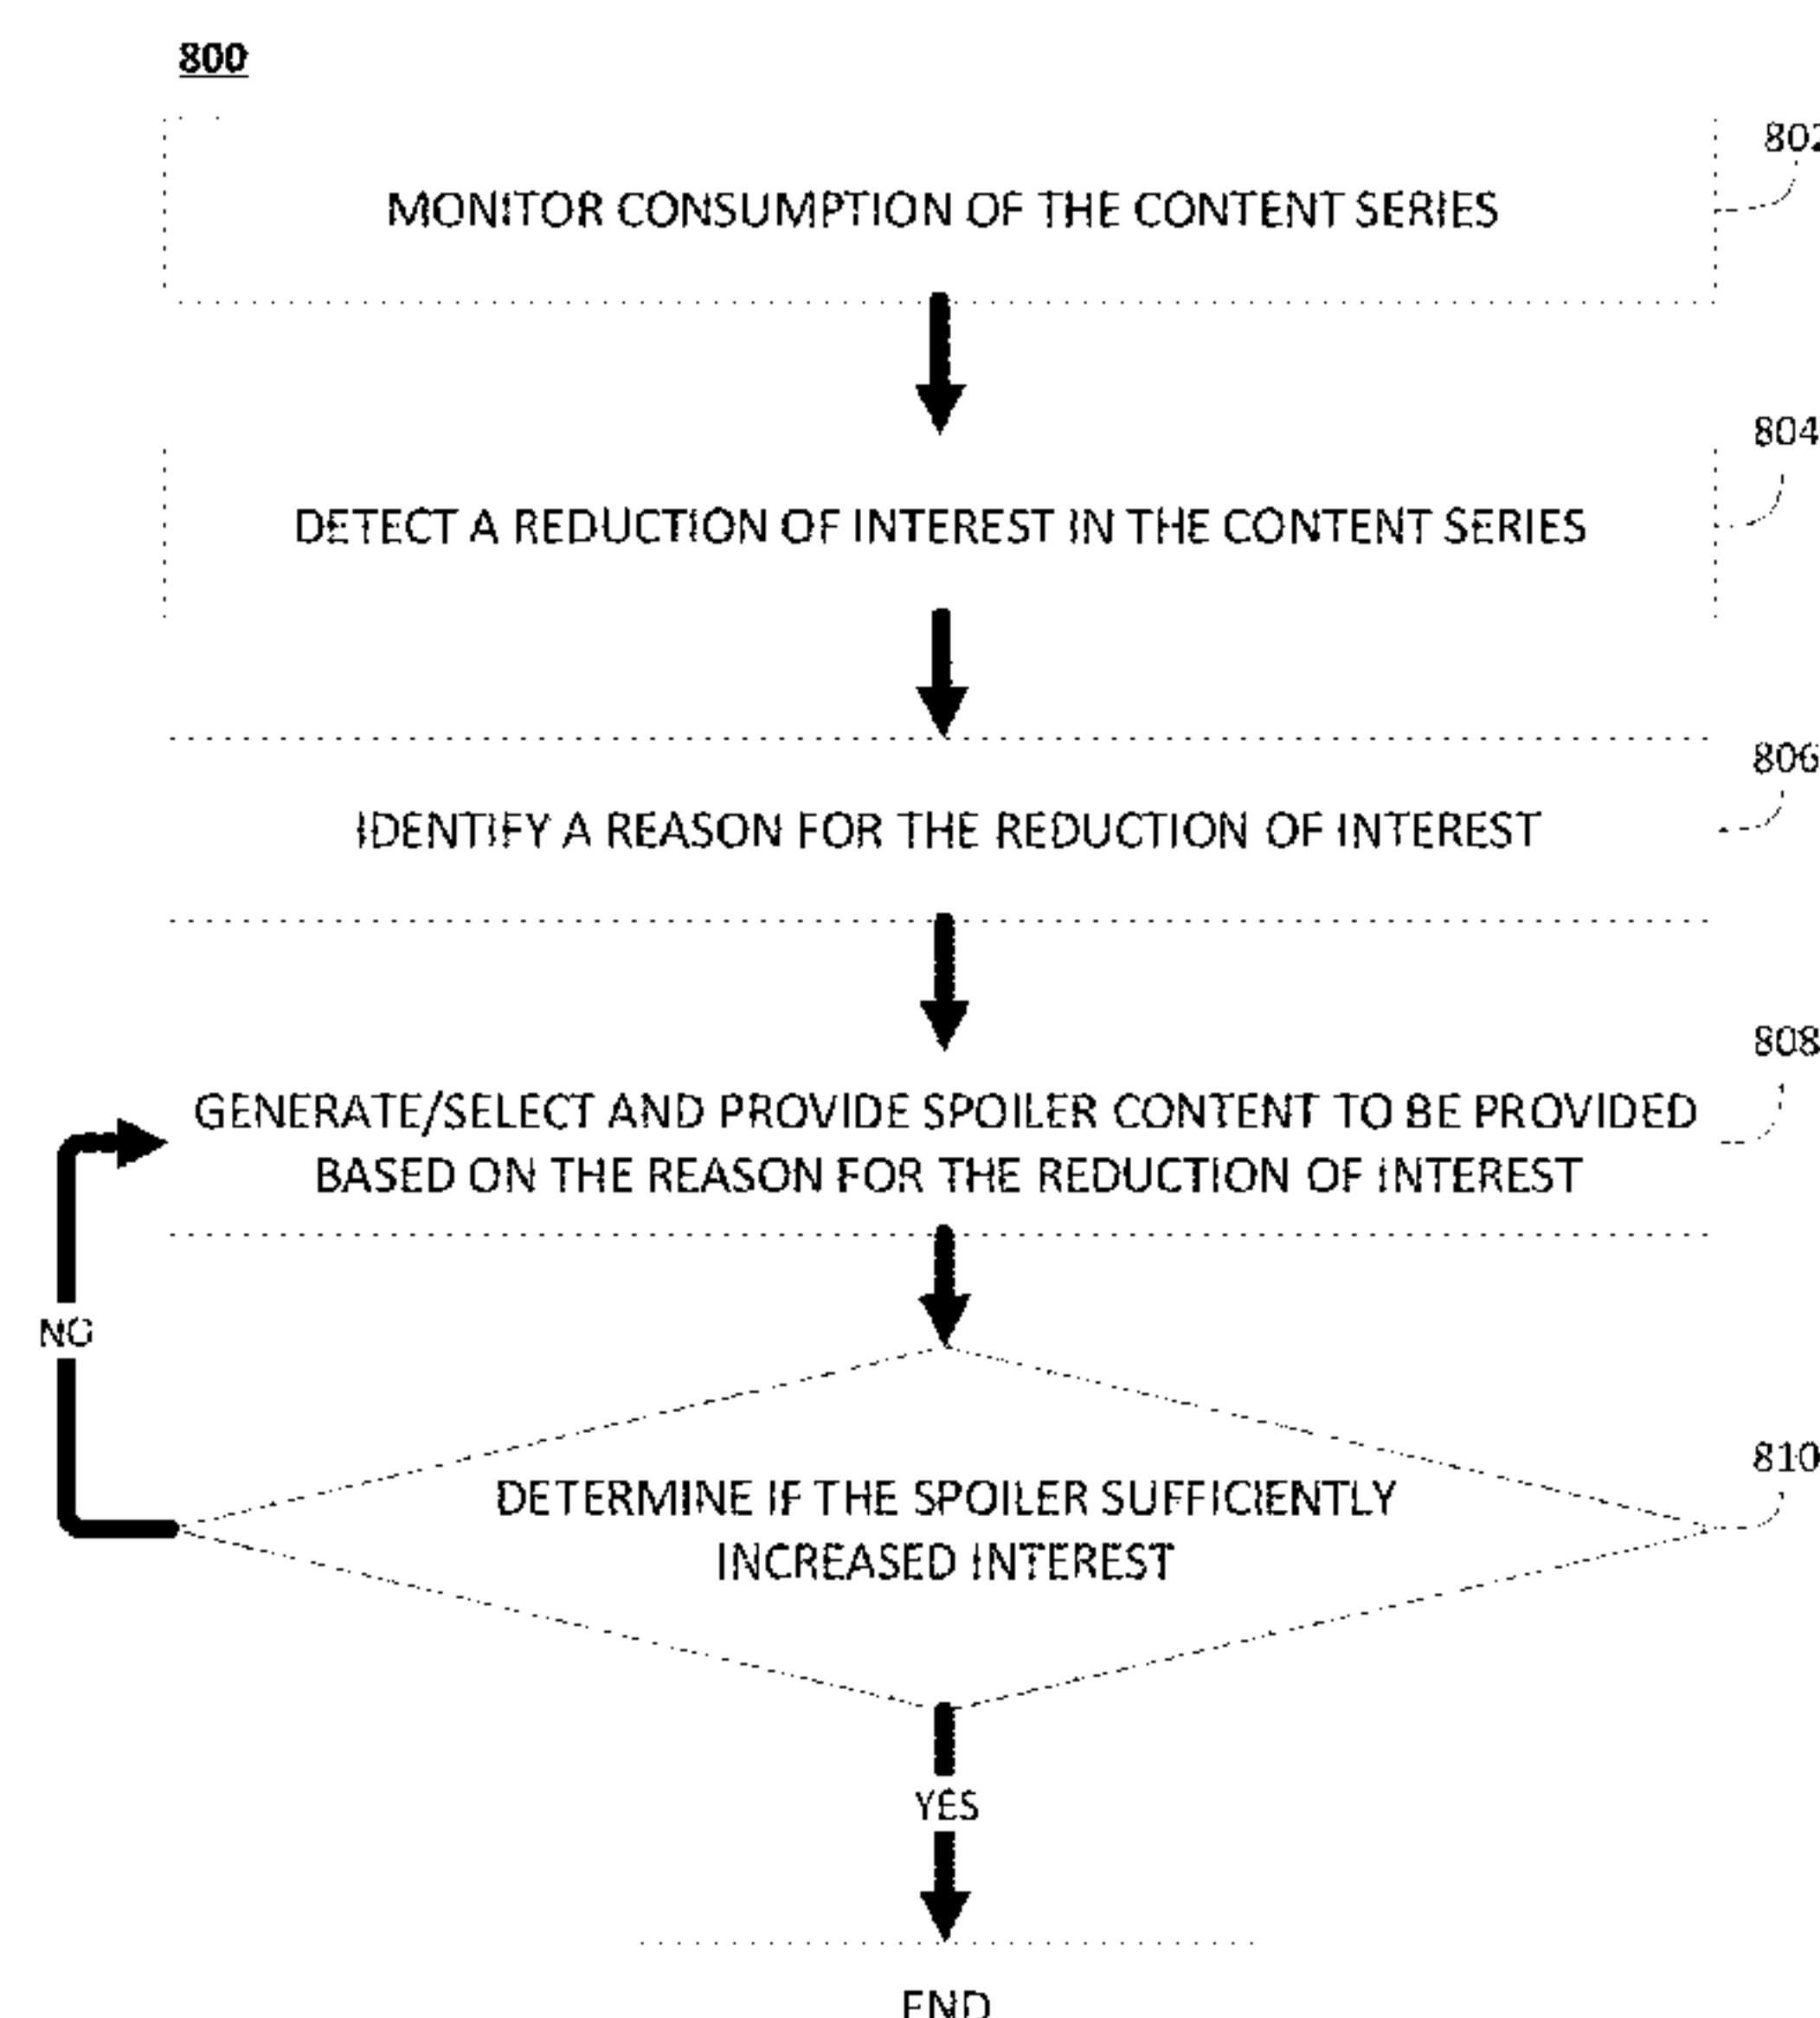 800
802
MONITOR CONSUMPTION OF THE CONTENT SERIES
804
DETECT A REDUCTION OF INTEREST IN THE CONTENT SERIES
806
IDENTIFY A REASON FOR THE REDUCTION OF INTEREST
808
GENERATE/SELECT AND PROVIDE SPOILER CONTENT TO BE PROVIDED
BASED ON THE REASON FOR THE REDUCTION OF INTEREST
NO
810
DETERMINE IF THE SPOILER SUFFICIENTLY
INCREASED INTEREST
YES
END